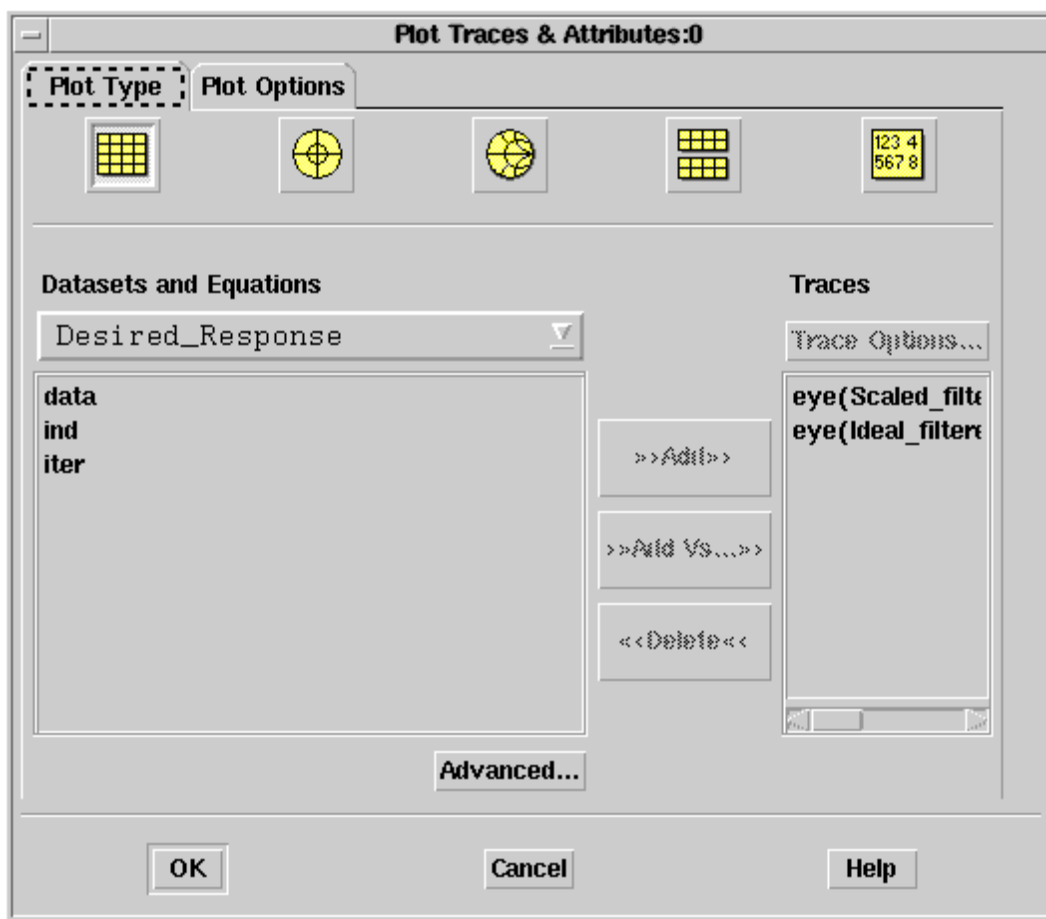 Plot Traces & Attributes:0
Plot Type
Plot Options
123 4
567 8
Datasets and Equations
Traces
Desired_Response
Trace Options...
data
ind
iter
eye(Scaled_filte
eye(Ideal_filtere
>>Add>>
>>Add Vs...>>
<<Delete<<
Advanced...
OK
Cancel
Help